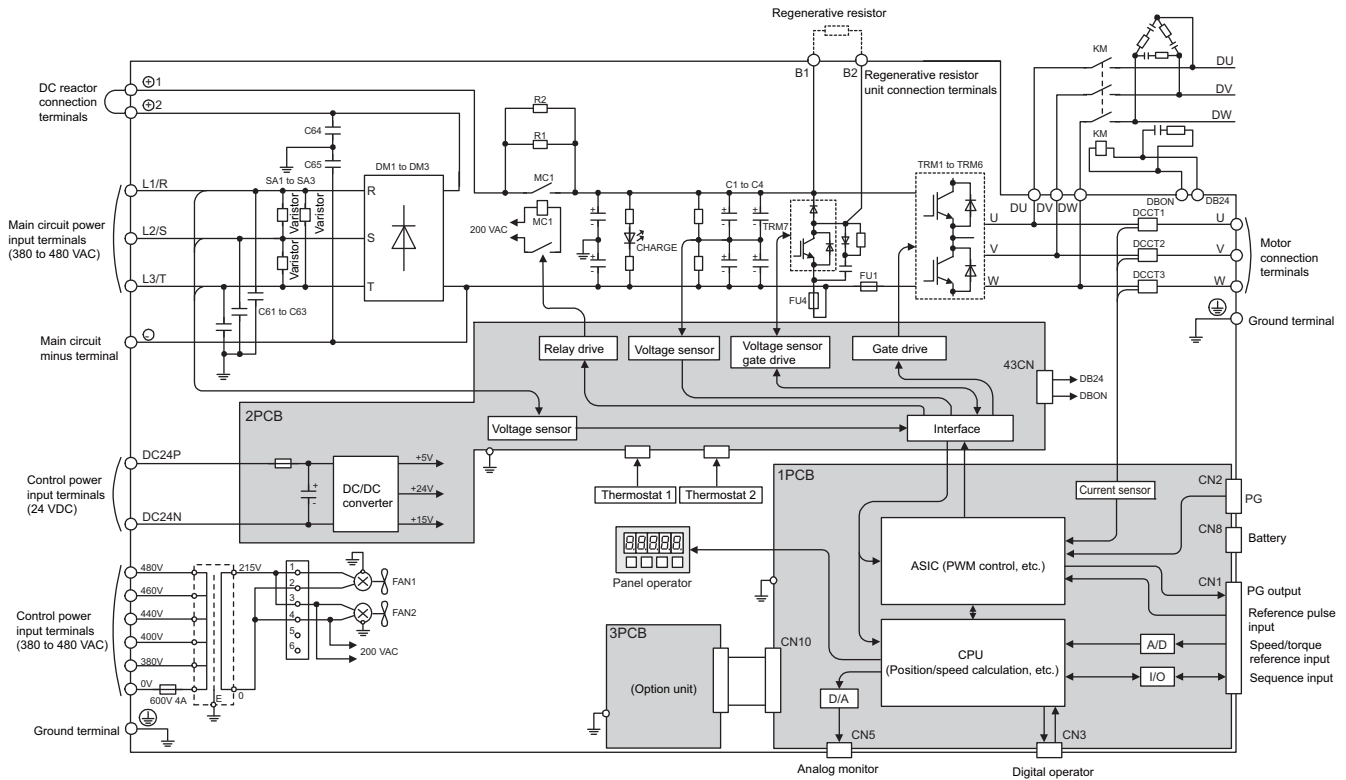 Regenerative resistor
B1
B2
Regenerative resistor
unit connection terminals
KM
DU
DV
DW
KM
DBON
DB24
DU
DV
DW
DC reactor
connection
terminals
⊕1
⊕2
C64
C65
R2
R1
MC1
MC1
200 VAC
DM1 to DM3
R
S
T
SA1 to SA3
Varistor
Varistor
Varistor
L1/R
L2/S
L3/T
Main circuit power
input terminals
(380 to 480 VAC)
C61 to C63
CHARGE
C1 to C4
TRM7
TRM1 to TRM6
FU1
FU4
U
V
W
DCCT1
DCCT2
DCCT3
U
V
W
Motor
connection
terminals
Ground terminal
Main circuit
minus terminal
Relay drive
Voltage sensor
Voltage sensor
gate drive
Gate drive
43CN
DB24
DBON
2PCB
Voltage sensor
Interface
DC24P
DC24N
Control power
input terminals
(24 VDC)
+
-
DC/DC
converter
+5V
+24V
+15V
Thermostat 1
Thermostat 2
1PCB
Current sensor
CN2
PG
CN8
Battery
CN1
PG output
Reference pulse
input
Speed/torque
reference input
Sequence input
ASIC (PWM control, etc.)
CPU
(Position/speed calculation, etc.)
A/D
I/O
D/A
CN5
Analog monitor
CN3
Digital operator
88888
Panel operator
3PCB
(Option unit)
CN10
Control power
input terminals
(380 to 480 VAC)
480V
460V
440V
400V
380V
0V
600V 4A
215V
0
E
1
2
3
4
5
6
FAN1
FAN2
200 VAC
Ground terminal